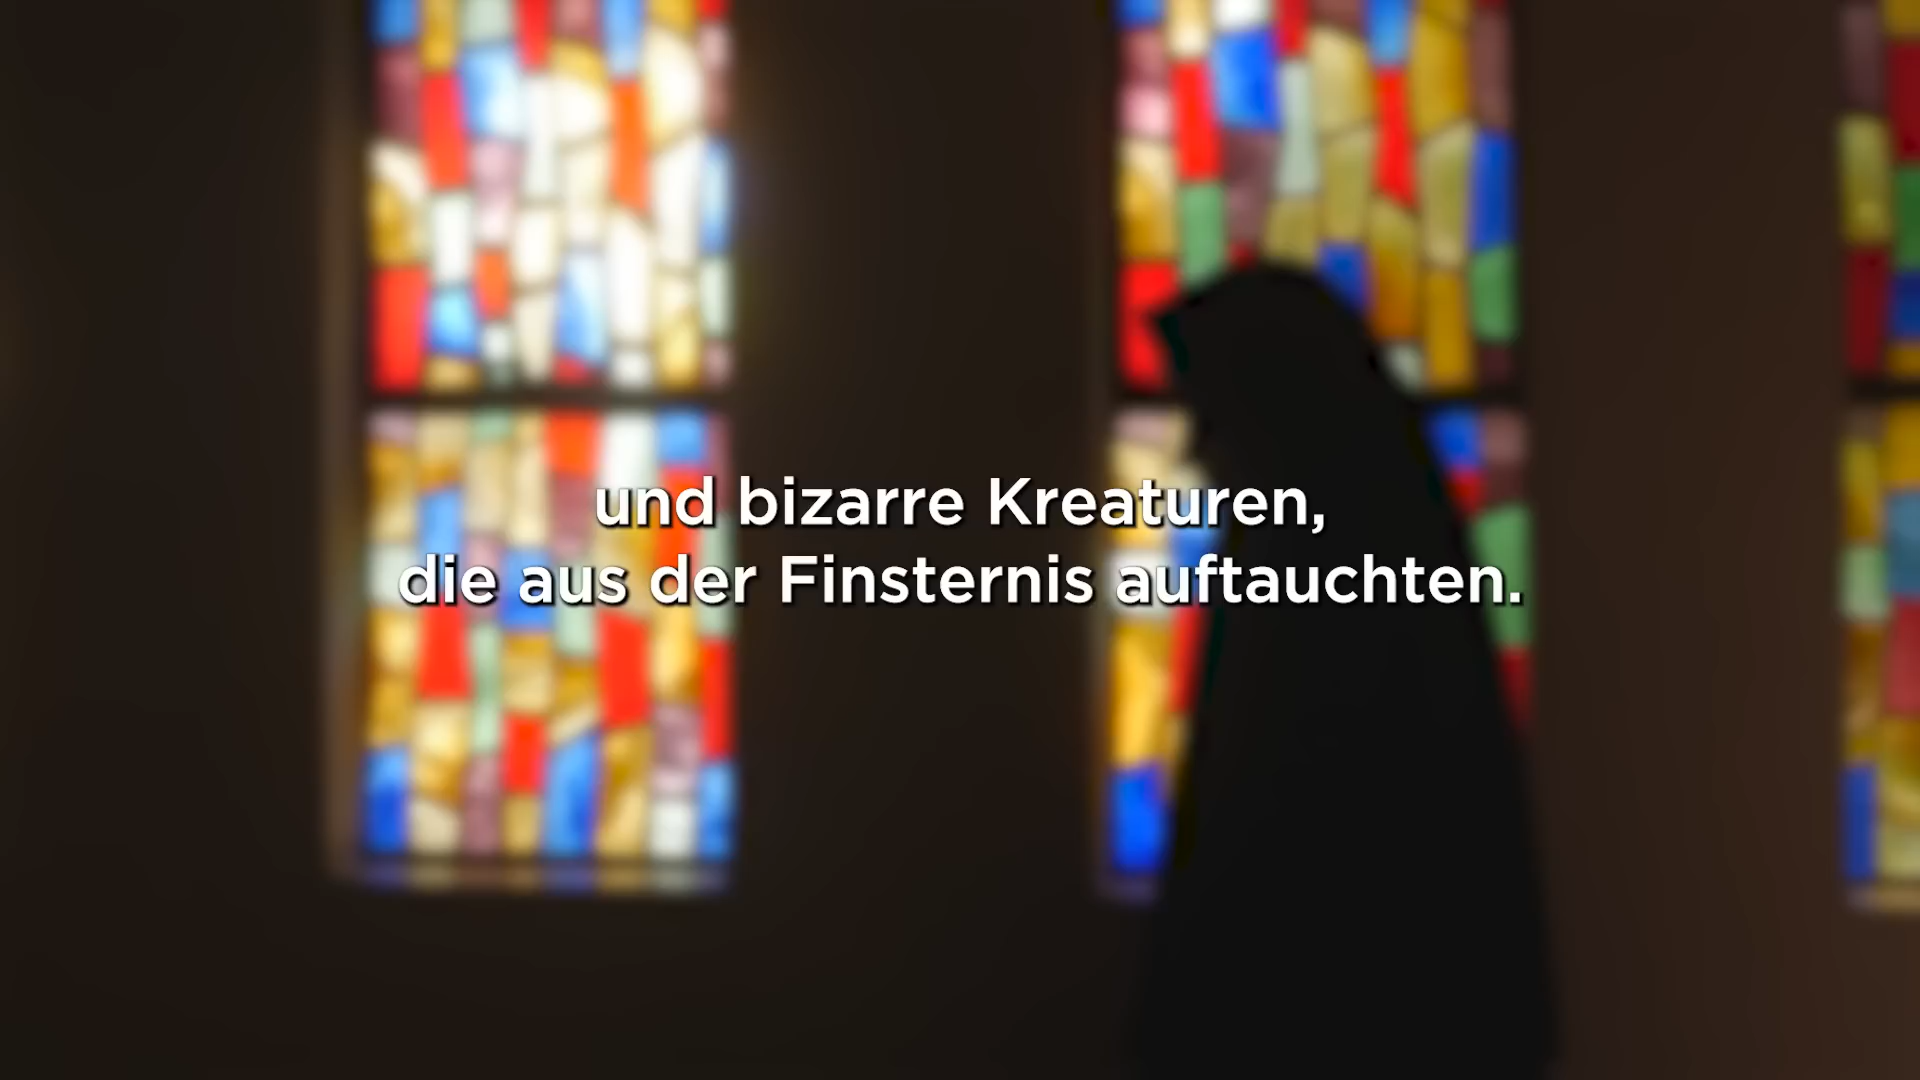 und bizarre Kreaturen,
die aus der Finsternis auftauchten.